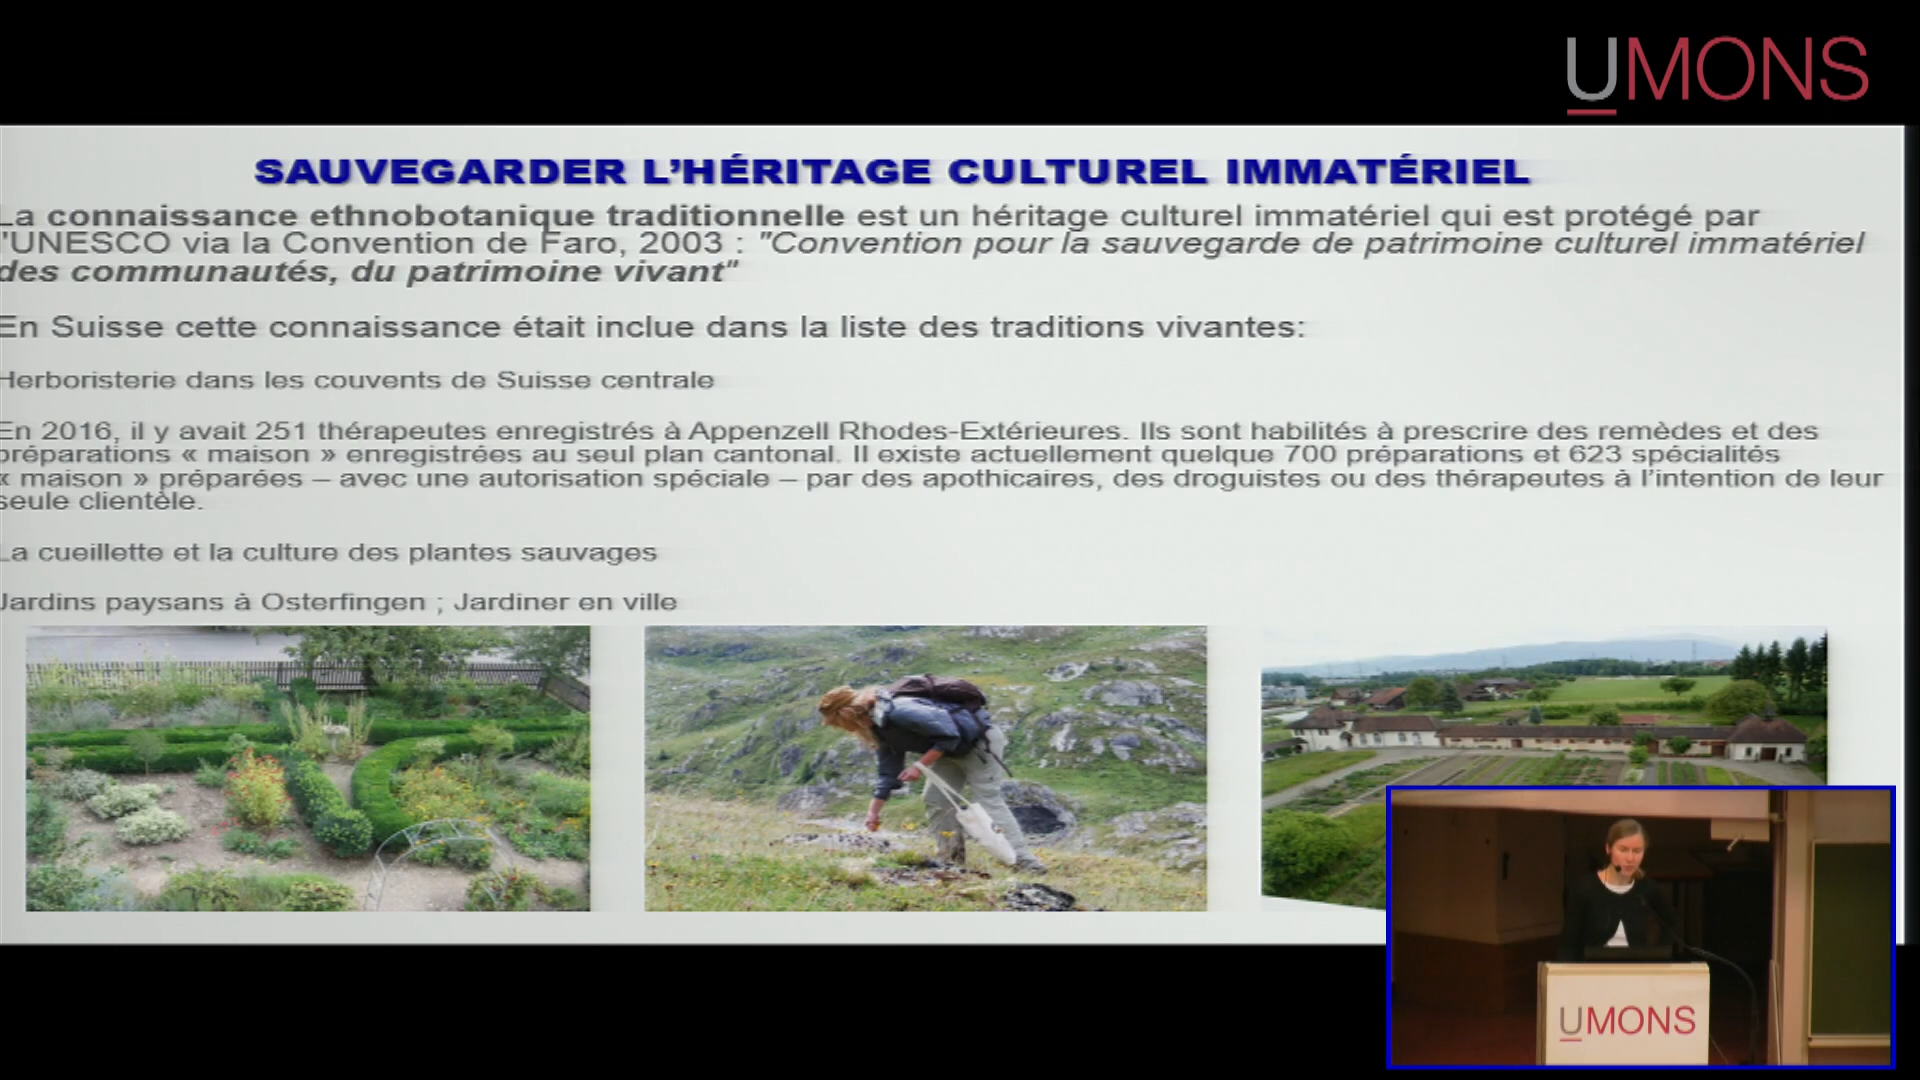 UMONS
SAUVEGARDER L'HÉRITAGE CULTUREL IMMATÉRIEL
La connaissance ethnobotanique traditionnelle est un héritage culturel immatériel qui est protégé par
l'UNESCO via la Convention de Faro, 2003 : "Convention pour la sauvegarde de patrimoine culturel immatériel
des communautés, du patrimoine vivant"
En Suisse cette connaissance était inclue dans la liste des traditions vivantes:
Herboristerie dans les couvents de Suisse centrale
En 2016, il y avait 251 thérapeutes enregistrés à Appenzell Rhodes-Extérieures. Ils sont habilités à prescrire des remèdes et des
préparations « maison » enregistrées au seul plan cantonal. Il existe actuellement quelque 700 préparations et 623 spécialités
« maison » préparées – avec une autorisation spéciale – par des apothicaires, des droguistes ou des thérapeutes à l'intention de leur
seule clientèle.
La cueillette et la culture des plantes sauvages
Jardins paysans à Osterfingen ; Jardiner en ville
UMONS